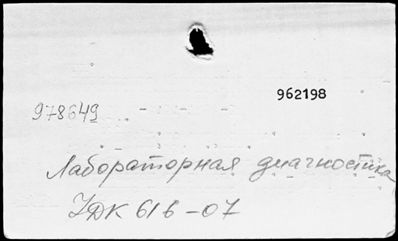 962198
978649
Лабораторная диагностика
УДК 616-07